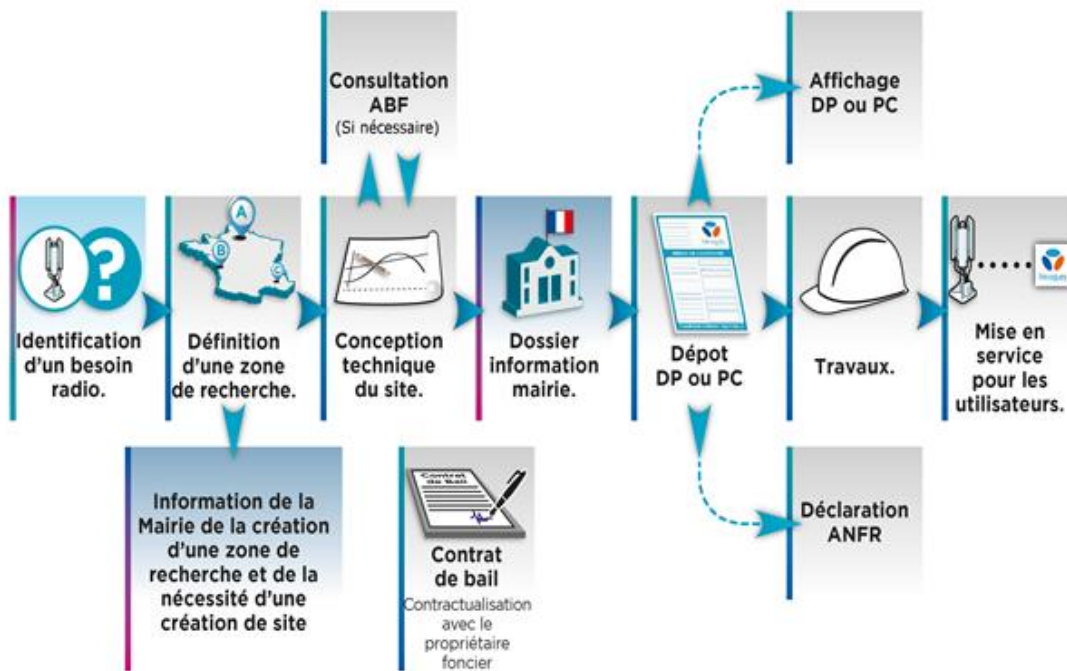 Consultation
ABF
(Si nécessaire)
Affichage
DP ou PC
Identification
d'un besoin
radio.
A
B
C
Définition
d'une zone
de recherche.
Conception
technique
du site.
Dossier
information
mairie.
Dépot
DP ou PC
Travaux.
Mise en
service
pour les
utilisateurs.
Information de la
Mairie de la création
d'une zone de
recherche et de la
nécessité d'une
création de site
Contrat
de Bail
Contrat
de bail
Contractualisation
avec le
propriétaire
foncier
Déclaration
ANFR